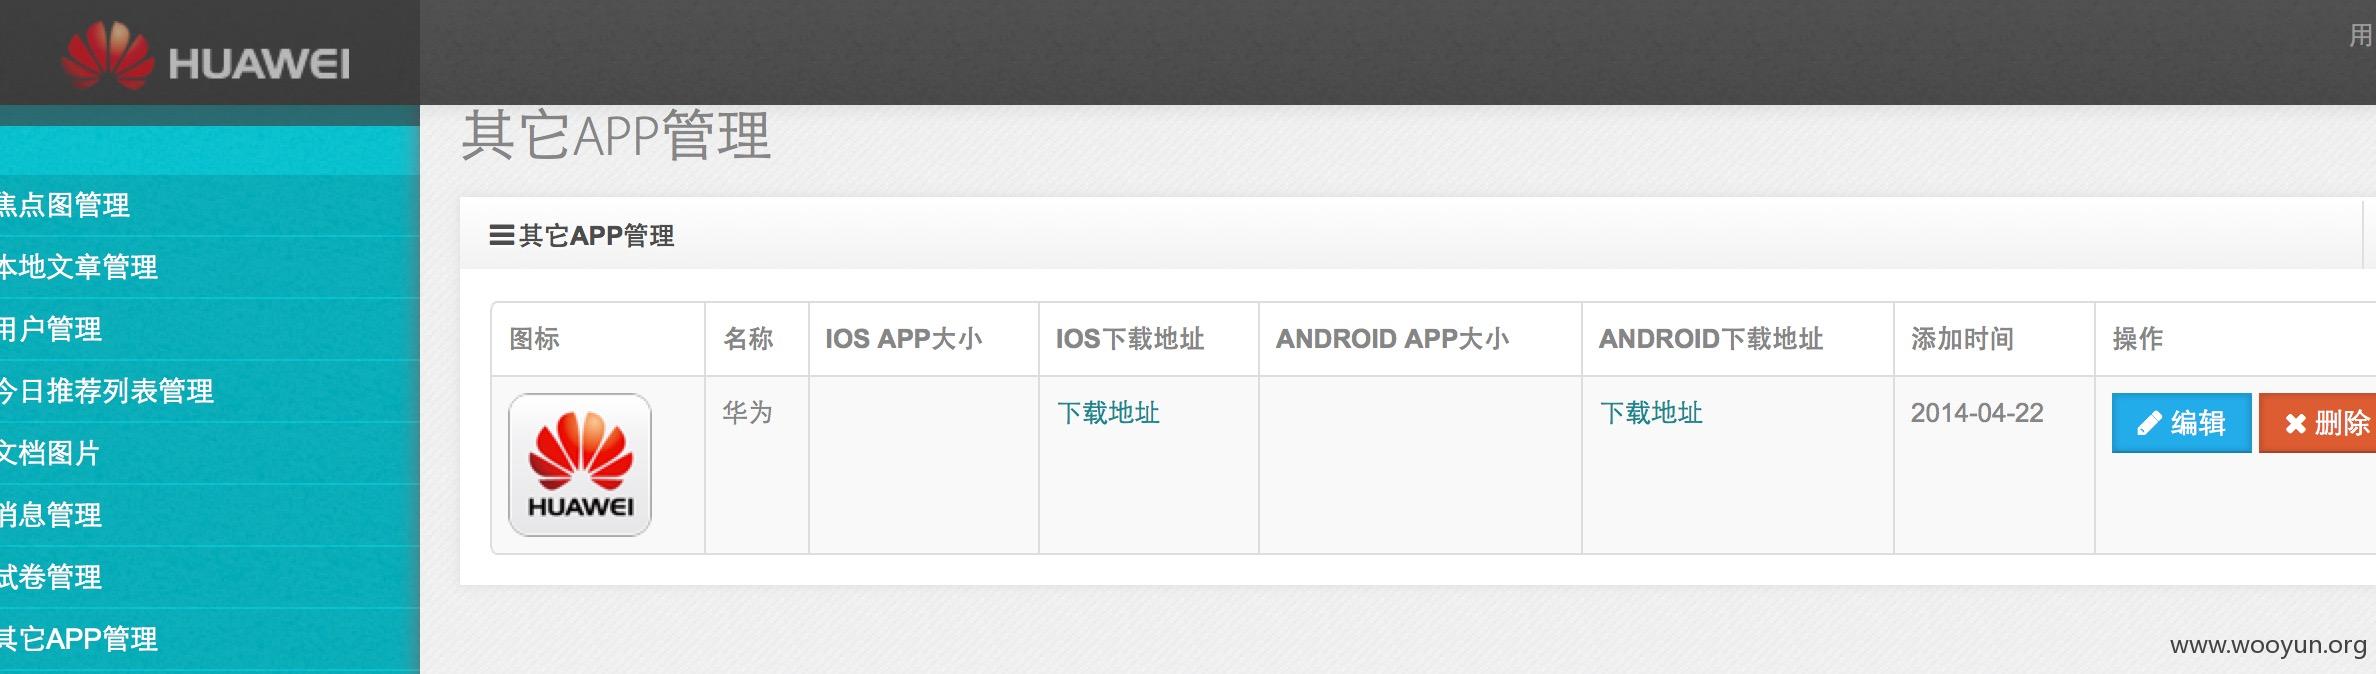 HUAWEI
用
其它APP管理
焦点图管理
本地文章管理
用户管理
今日推荐列表管理
文档图片
消息管理
试卷管理
其它APP管理
其它APP管理
图标 名称 IOS APP大小 IOS下载地址 ANDROID APP大小 ANDROID下载地址 添加时间 操作
HUAWEI 华为 下载地址 下载地址 2014-04-22 编辑 删除
www.wooyun.org